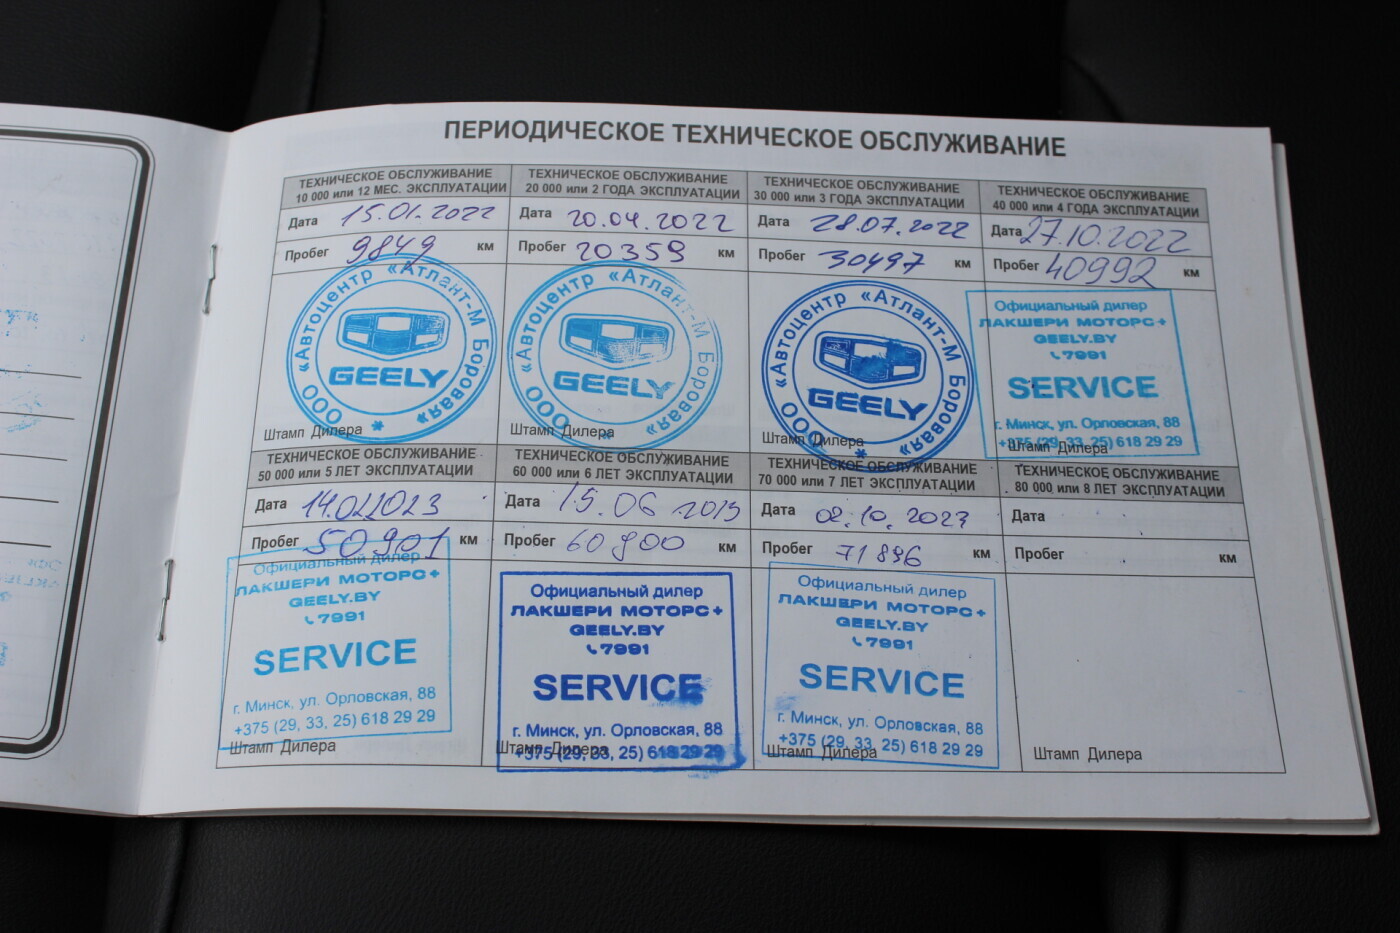 ПЕРИОДИЧЕСКОЕ ТЕХНИЧЕСКОЕ ОБСЛУЖИВАНИЕ
ТЕХНИЧЕСКОЕ ОБСЛУЖИВАНИЕ
10 000 или 12 МЕС. ЭКСПЛУАТАЦИИ
Дата 15.01.2022
Пробег 9849 км
ООО «Автоцентр «Атлант-М Боровая» *
GEELY
Штамп Дилера
ТЕХНИЧЕСКОЕ ОБСЛУЖИВАНИЕ
20 000 или 2 ГОДА ЭКСПЛУАТАЦИИ
Дата 20.04.2022
Пробег 20359 км
ООО «Автоцентр «Атлант-М Боровая» *
GEELY
Штамп Дилера
ТЕХНИЧЕСКОЕ ОБСЛУЖИВАНИЕ
30 000 или 3 ГОДА ЭКСПЛУАТАЦИИ
Дата 28.07.2022
Пробег 30497 км
ООО «Автоцентр «Атлант-М Боровая» *
GEELY
Штамп Дилера
ТЕХНИЧЕСКОЕ ОБСЛУЖИВАНИЕ
40 000 или 4 ГОДА ЭКСПЛУАТАЦИИ
Дата 27.10.2022
Пробег 40992 км
Официальный дилер
ЛАКШЕРИ МОТОРС+
GEELY.BY
7991
SERVICE
г. Минск, ул. Орловская, 88
+375 (29, 33, 25) 618 29 29
Штамп Дилера
ТЕХНИЧЕСКОЕ ОБСЛУЖИВАНИЕ
50 000 или 5 ЛЕТ ЭКСПЛУАТАЦИИ
Дата
Пробег 50901 км
Официальный дилер
ЛАКШЕРИ МОТОРС+
GEELY.BY
7991
SERVICE
г. Минск, ул. Орловская, 88
+375 (29, 33, 25) 618 29 29
Штамп Дилера
ТЕХНИЧЕСКОЕ ОБСЛУЖИВАНИЕ
60 000 или 6 ЛЕТ ЭКСПЛУАТАЦИИ
Дата 15.06
Пробег 60900 км
Официальный дилер
ЛАКШЕРИ МОТОРС+
GEELY.BY
7991
SERVICE
г. Минск, ул. Орловская, 88
+375 (29, 33, 25) 618 29 29
Штамп Дилера
ТЕХНИЧЕСКОЕ ОБСЛУЖИВАНИЕ
70 000 или 7 ЛЕТ ЭКСПЛУАТАЦИИ
Дата 02.10.2023
Пробег 71896 км
Официальный дилер
ЛАКШЕРИ МОТОРС+
GEELY.BY
7991
SERVICE
г. Минск, ул. Орловская, 88
+375 (29, 33, 25) 618 29 29
Штамп Дилера
ТЕХНИЧЕСКОЕ ОБСЛУЖИВАНИЕ
80 000 или 8 ЛЕТ ЭКСПЛУАТАЦИИ
Дата
Пробег км
Штамп Дилера